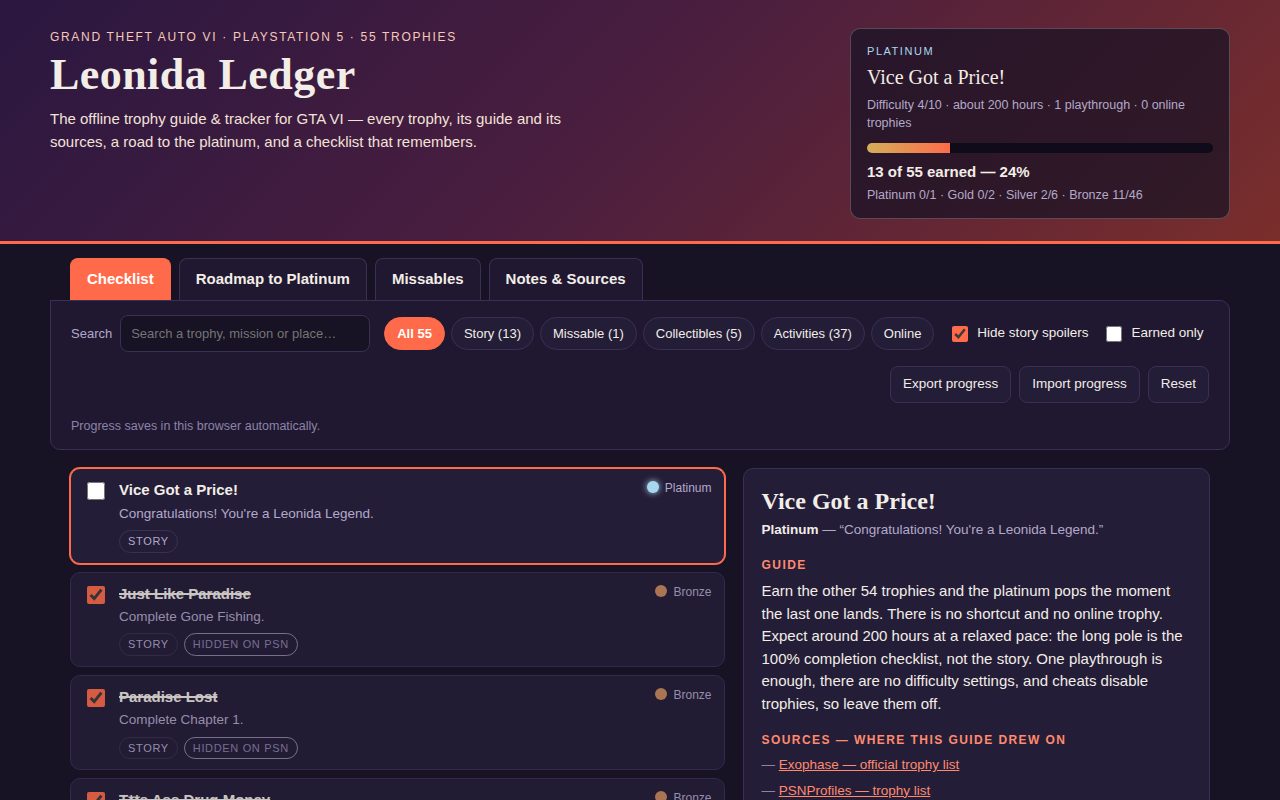 GRAND THEFT AUTO VI · PLAYSTATION 5 · 55 TROPHIES
Leonida Ledger
The offline trophy guide & tracker for GTA VI — every trophy, its guide and its
sources, a road to the platinum, and a checklist that remembers.
PLATINUM
Vice Got a Price!
Difficulty 4/10 · about 200 hours · 1 playthrough · 0 online
trophies
13 of 55 earned — 24%
Platinum 0/1 · Gold 0/2 · Silver 2/6 · Bronze 11/46
Checklist
Roadmap to Platinum
Missables
Notes & Sources
Search
Search a trophy, mission or place…
All 55
Story (13)
Missable (1)
Collectibles (5)
Activities (37)
Online
Hide story spoilers
Earned only
Export progress
Import progress
Reset
Progress saves in this browser automatically.
Vice Got a Price!
Platinum
Congratulations! You're a Leonida Legend.
STORY
Just Like Paradise
Bronze
Complete Gone Fishing.
STORY
HIDDEN ON PSN
Paradise Lost
Bronze
Complete Chapter 1.
STORY
HIDDEN ON PSN
Bronze
Vice Got a Price!
Platinum — “Congratulations! You're a Leonida Legend.”
GUIDE
Earn the other 54 trophies and the platinum pops the moment
the last one lands. There is no shortcut and no online trophy.
Expect around 200 hours at a relaxed pace: the long pole is the
100% completion checklist, not the story. One playthrough is
enough, there are no difficulty settings, and cheats disable
trophies, so leave them off.
SOURCES — WHERE THIS GUIDE DREW ON
— Exophase — official trophy list
— PSNProfiles — trophy list